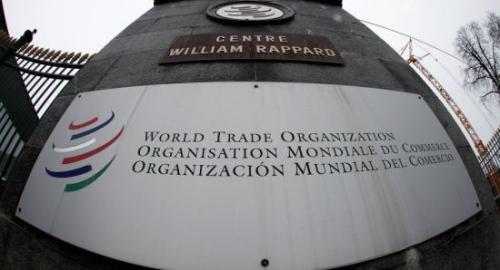 CENTRE
WILLIAM RAPPARD
WORLD TRADE ORGANIZATION
ORGANISATION MONDIALE DU COMMERCE
ORGANIZACIÓN MUNDIAL DEL COMERCIO